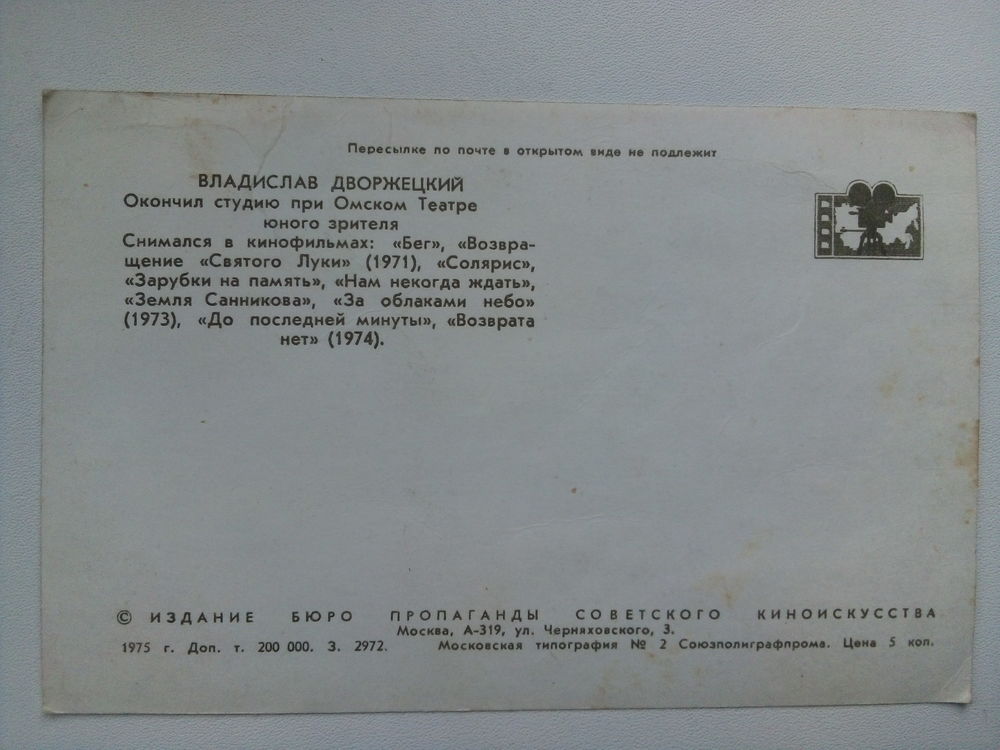 Пересылке по почте в открытом виде не подлежит
ВЛАДИСЛАВ ДВОРЖЕЦКИЙ
Окончил студию при Омском Театре
юного зрителя
Снимался в кинофильмах: «Бег», «Возвра-
щение «Святого Луки» (1971), «Солярис»,
«Зарубки на память», «Нам некогда ждать»,
«Земля Санникова», «За облаками небо»
(1973), «До последней минуты», «Возврата
нет» (1974).
© ИЗДАНИЕ БЮРО ПРОПАГАНДЫ СОВЕТСКОГО КИНОИСКУССТВА
Москва, А-319, ул. Черняховского, 3.
1975 г. Доп. т. 200 000. З. 2972. Московская типография № 2 Союзполиграфпрома. Цена 5 коп.